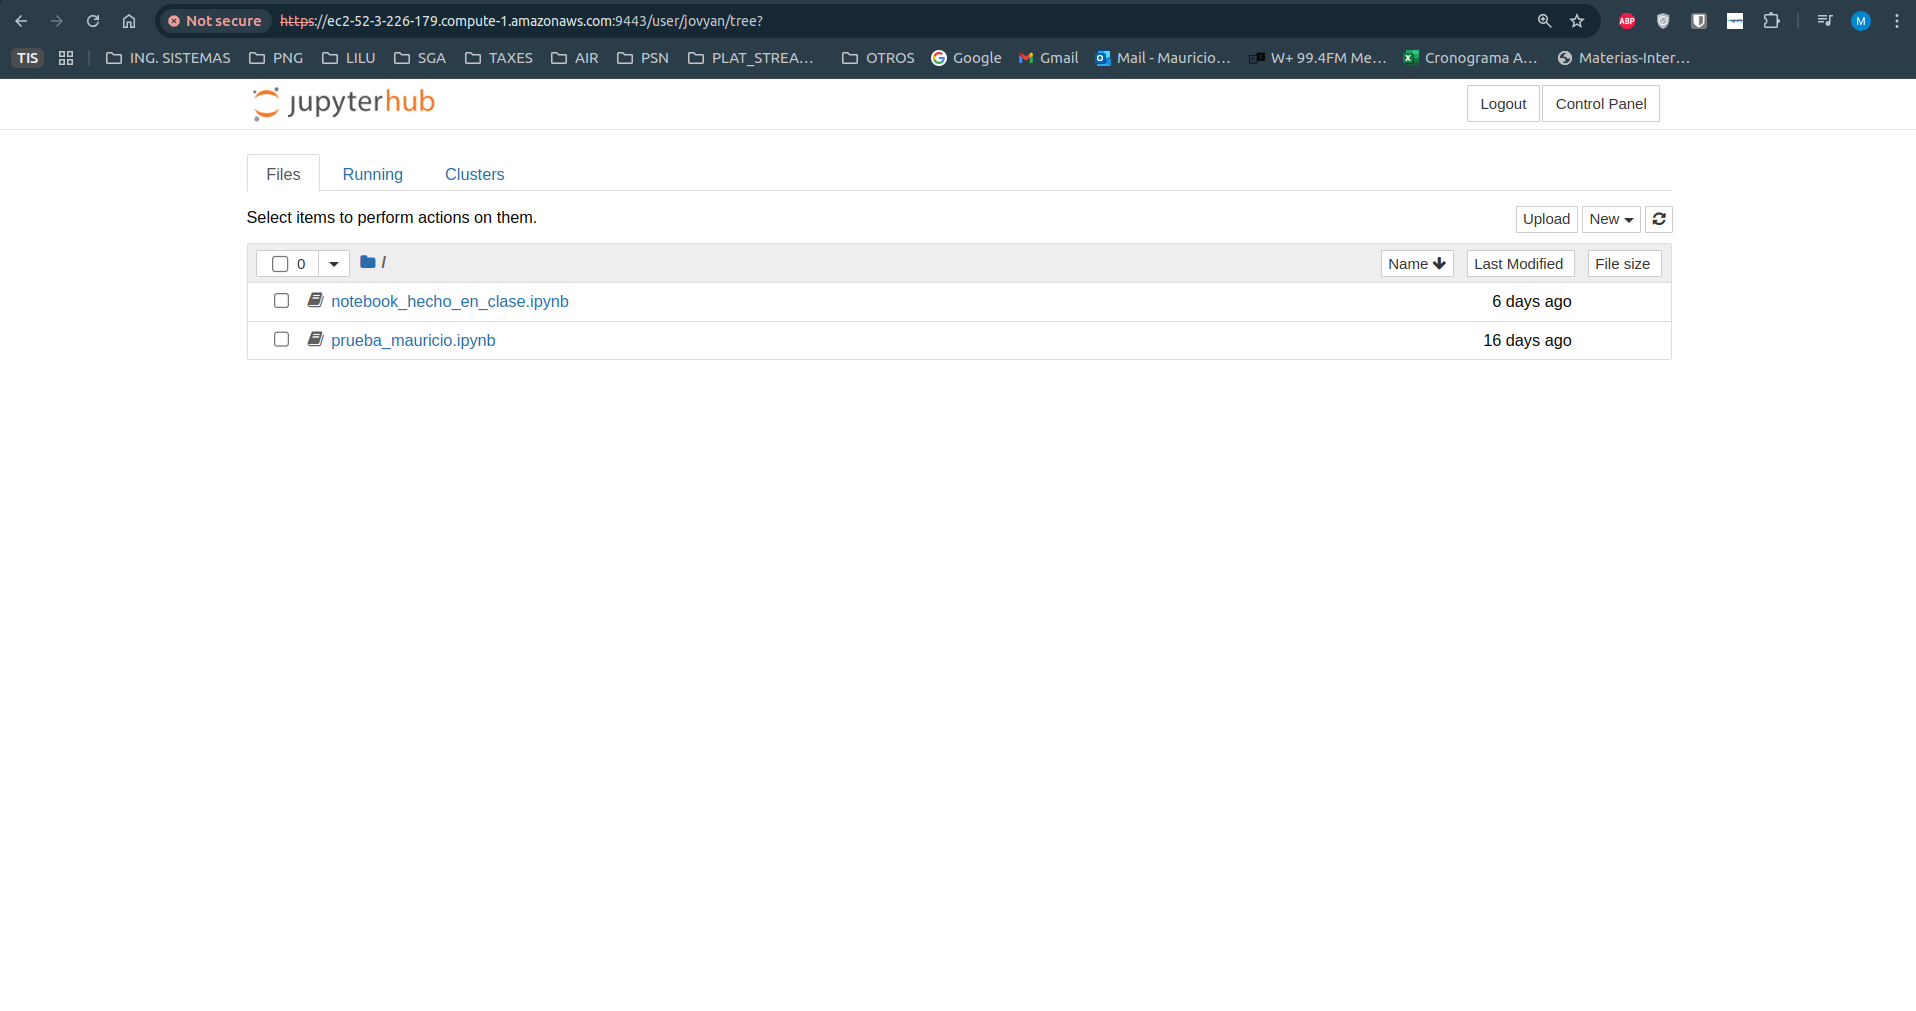 Not secure https://ec2-52-3-226-179.compute-1.amazonaws.com:9443/user/jovyan/tree? ABP M
TIS ING. SISTEMAS PNG LILU SGA TAXES AIR PSN PLAT_STREA... OTROS Google Gmail Mail - Mauricio... W+ 99.4FM Me... Cronograma A... Materias-Inter...
jupyterhub Logout Control Panel
Files Running Clusters
Select items to perform actions on them. Upload New
0 / Name Last Modified File size
notebook_hecho_en_clase.ipynb 6 days ago
prueba_mauricio.ipynb 16 days ago